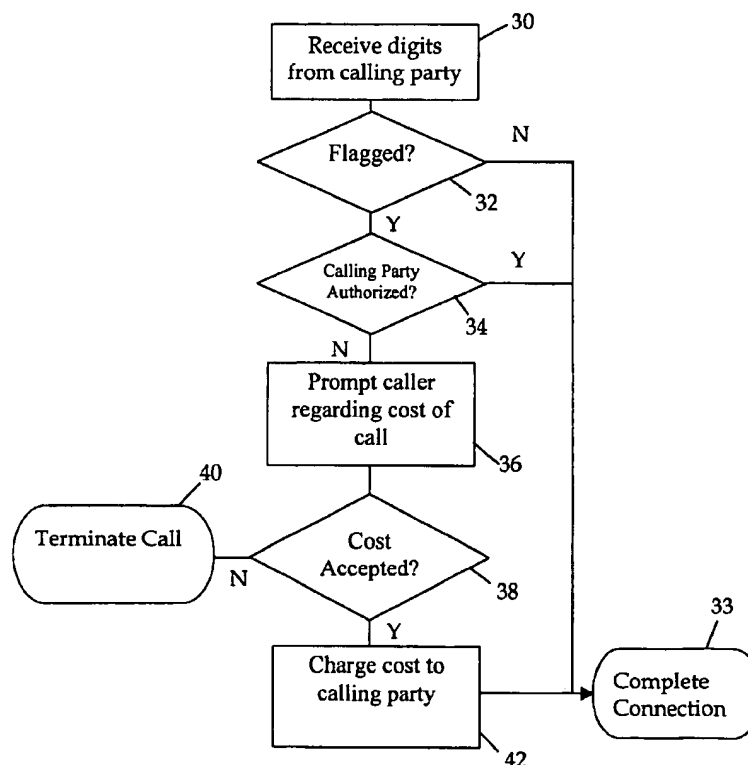 30
Receive digits
from calling party
N
Flagged?
32
Y
Calling Party
Authorized?
Y
34
N
Prompt caller
regarding cost of
call
36
40
Terminate Call
Cost
Accepted?
N
38
Y
33
Charge cost to
calling party
Complete
Connection
42